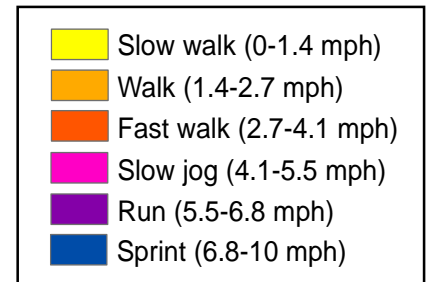 Slow walk (0-1.4 mph)
Walk (1.4-2.7 mph)
Fast walk (2.7-4.1 mph)
Slow jog (4.1-5.5 mph)
Run (5.5-6.8 mph)
Sprint (6.8-10 mph)